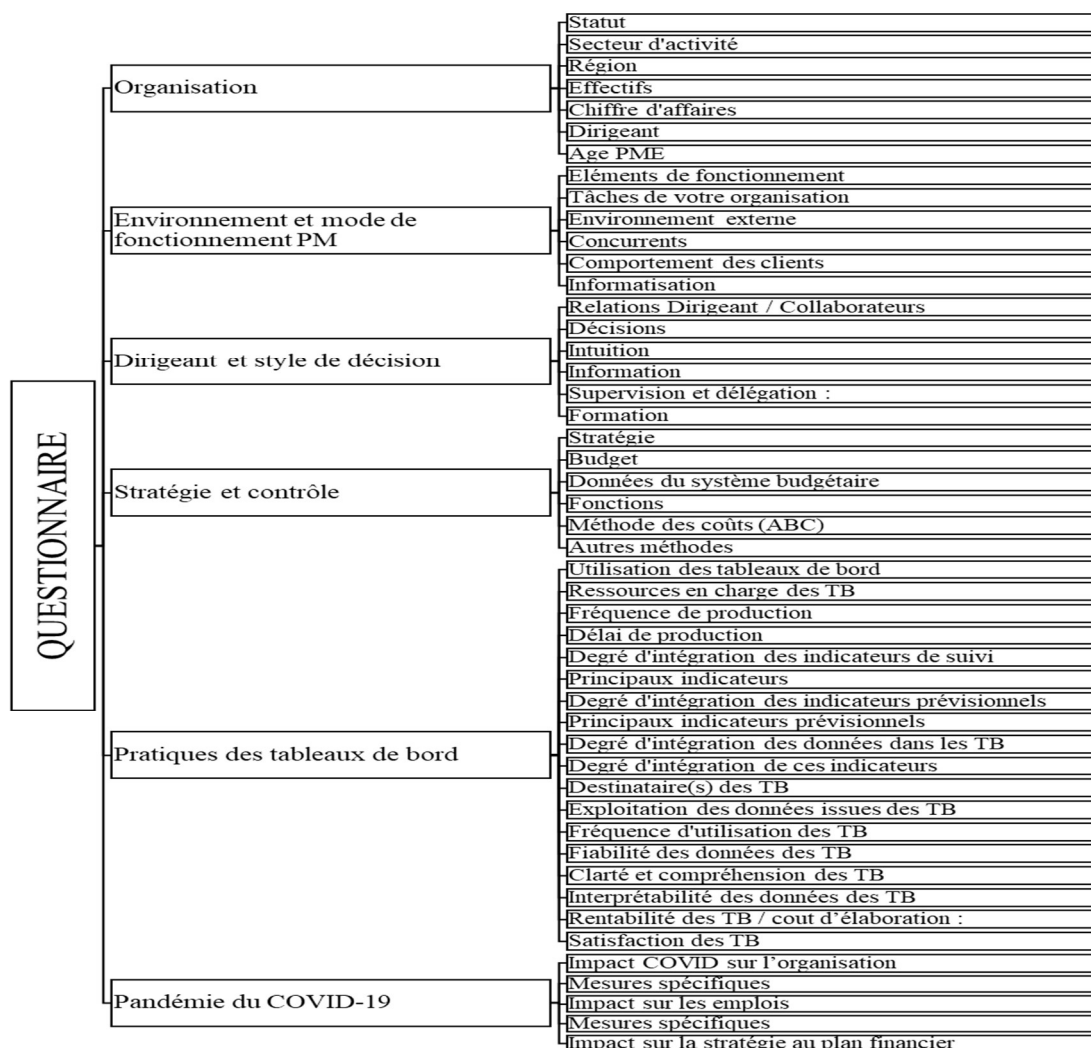 QUESTIONNAIRE
Organisation
Statut
Secteur d'activité
Région
Effectifs
Chiffre d'affaires
Dirigeant
Age PME
Environnement et mode de
fonctionnement PM
Eléments de fonctionnement
Tâches de votre organisation
Environnement externe
Concurrents
Comportement des clients
Informatisation
Dirigeant et style de décision
Relations Dirigeant / Collaborateurs
Décisions
Intuition
Information
Supervision et délégation :
Formation
Stratégie et contrôle
Stratégie
Budget
Données du système budgétaire
Fonctions
Méthode des coûts (ABC)
Autres méthodes
Pratiques des tableaux de bord
Utilisation des tableaux de bord
Ressources en charge des TB
Fréquence de production
Délai de production
Degré d'intégration des indicateurs de suivi
Principaux indicateurs
Degré d'intégration des indicateurs prévisionnels
Principaux indicateurs prévisionnels
Degré d'intégration des données dans les TB
Degré d'intégration de ces indicateurs
Destinataire(s) des TB
Exploitation des données issues des TB
Fréquence d'utilisation des TB
Fiabilité des données des TB
Clarté et compréhension des TB
Interprétabilité des données des TB
Rentabilité des TB / cout d’élaboration :
Satisfaction des TB
Pandémie du COVID-19
Impact COVID sur l’organisation
Mesures spécifiques
Impact sur les emplois
Mesures spécifiques
Impact sur la stratégie au plan financier